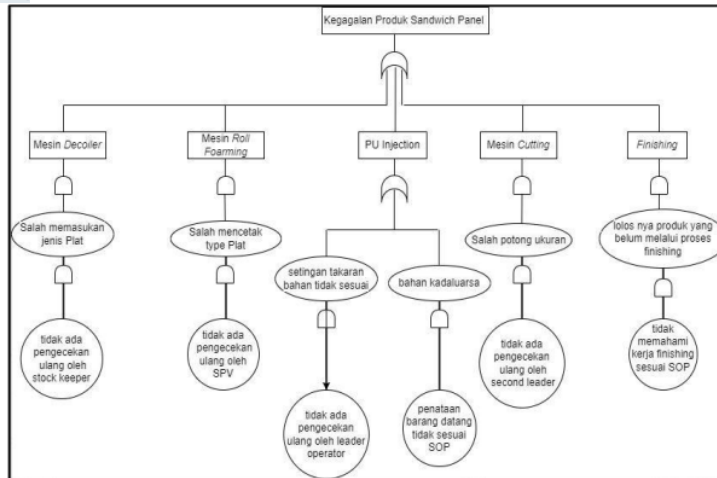 Kegagalan Produk Sandwich Panel
Mesin Decoiler
Mesin Roll
Foarming
PU Injection
Mesin Cutting
Finishing
Salah memasukan
jenis Plat
Salah mencetak
type Plat
setingan takaran
bahan tidak sesuai
bahan kadaluarsa
Salah potong ukuran
lolos nya produk yang
belum melalui proses
finishing
tidak ada
pengecekan
ulang oleh
stock keeper
tidak ada
pengecekan
ulang oleh
SPV
tidak ada
pengecekan
ulang oleh leader
operator
penataan
barang datang
tidak sesuai
SOP
tidak ada
pengecekan
ulang oleh
second leader
tidak
memahami
kerja finishing
sesuai SOP